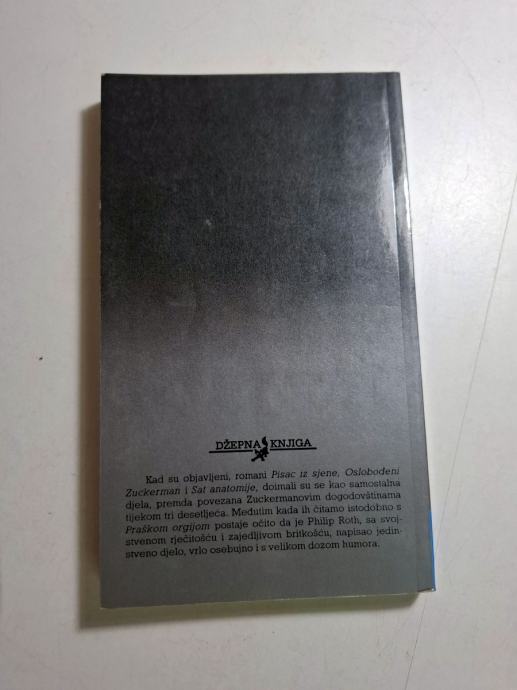 DŽEPNA KNJIGA
Kad su objavljeni, romani Pisac iz sjene, Oslobođeni
Zuckerman i Sat anatomije, doimali su se kao samostalna
djela, premda povezana Zuckermanovim dogodovštinama
tijekom tri desetljeća. Međutim kada ih čitamo istodobno s
Praškom orgijom postaje očito da je Philip Roth, sa svoj-
stvenom rječitošću i zajedljivom britkošću, napisao jedin-
stveno djelo, vrlo osebujno i s velikom dozom humora.